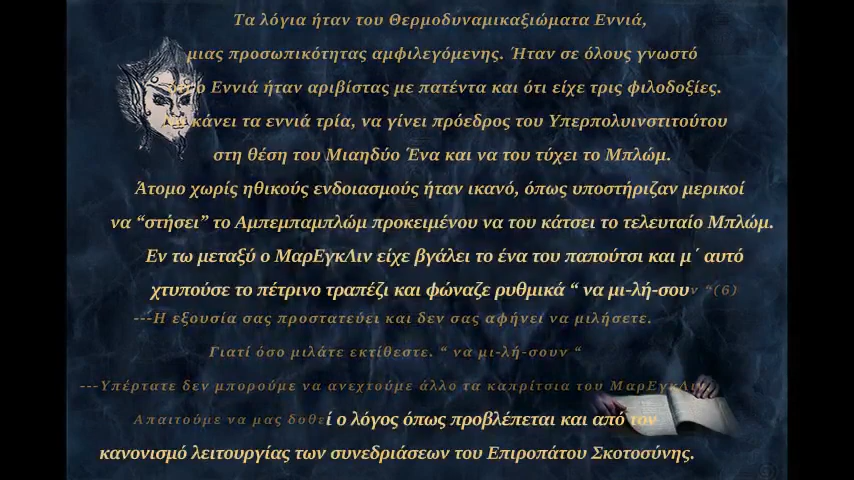 Τα λόγια ήταν του Θερμοδυναμικαξιώματα Εννιά,
μιας προσωπικότητας αμφιλεγόμενης. Ήταν σε όλους γνωστό
ότι ο Εννιά ήταν αριβίστας με πατέντα και ότι είχε τρις φιλοδοξίες.
κάνει τα εννιά τρία, να γίνει πρόεδρος του Υπερπολυινστιτούτου
στη θέση του Μιαηδύο Ένα και να του τύχει το Μπλώμ.
Άτομο χωρίς ηθικούς ενδοιασμούς ήταν ικανό, όπως υποστήριζαν μερικοί
να “στήσει” το Αμπεμπαμπλώμ προκειμένου να του κάτσει το τελευταίο Μπλώμ.
Εν τω μεταξύ ο ΜαρΕγκΛιν είχε βγάλει το ένα του παπούτσι και μ΄ αυτό
χτυπούσε το πέτρινο τραπέζι και φώναζε ρυθμικά “ να μι-λή-σουν “(6)
---Η εξουσία σας προστατεύει και δεν σας αφήνει να μιλήσετε.
Γιατί όσο μιλάτε εκτίθεστε. “ να μι-λή-σουν “
---Υπέρτατε δεν μπορούμε να ανεχτούμε άλλο τα καπρίτσια του ΜαρΕγκΛιν.
Απαιτούμε να μας δοθεί ο λόγος όπως προβλέπεται και από τον
κανονισμό λειτουργίας των συνεδριάσεων του Επιροπάτου Σκοτοσύνης.